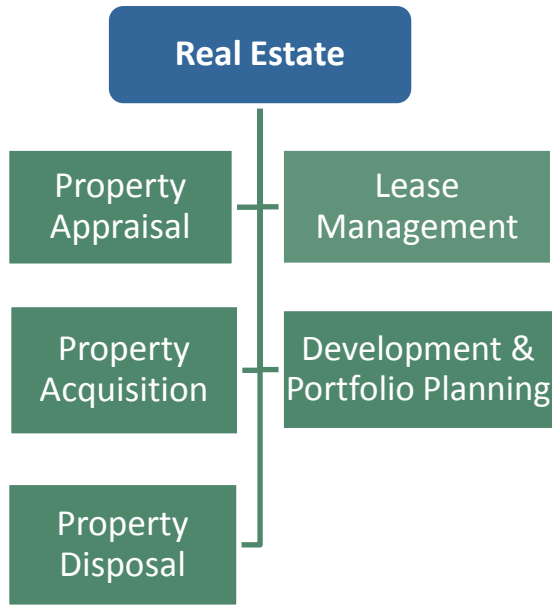 Real Estate
Property
Appraisal
Lease
Management
Property
Acquisition
Development &
Portfolio Planning
Property
Disposal